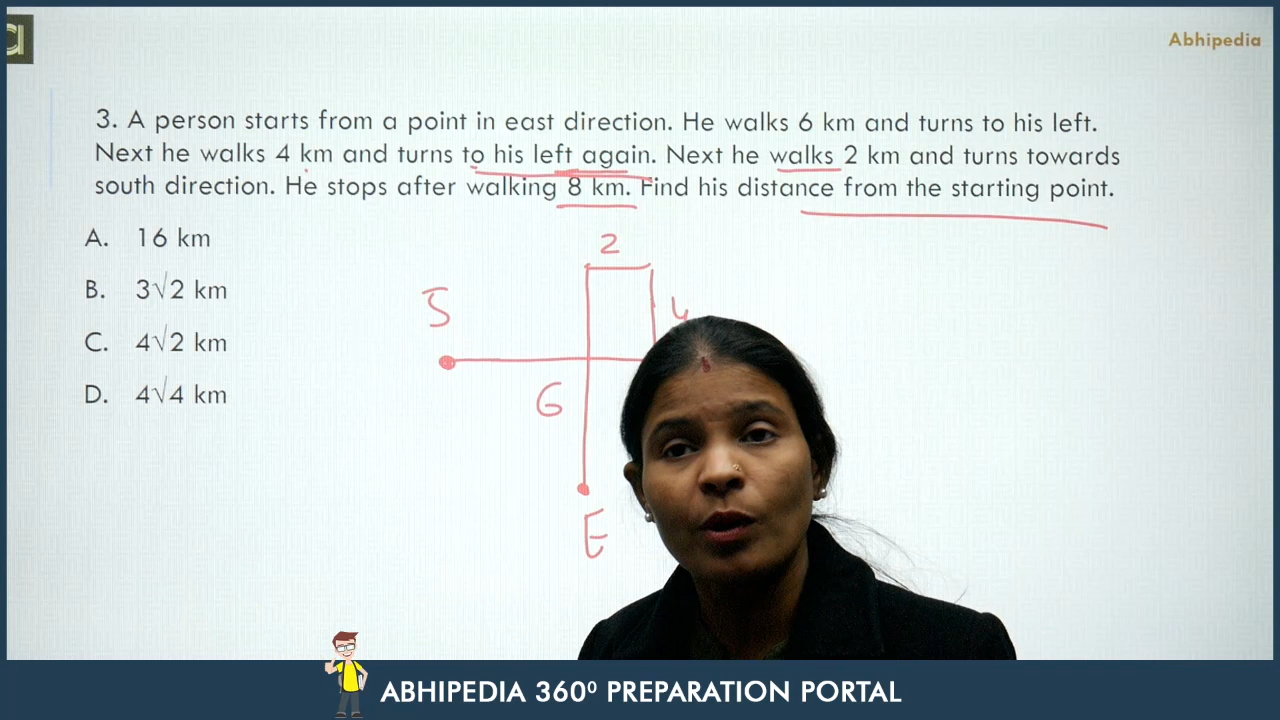 Abhipedia
3. A person starts from a point in east direction. He walks 6 km and turns to his left.
Next he walks 4 km and turns to his left again. Next he walks 2 km and turns towards
south direction. He stops after walking 8 km. Find his distance from the starting point.
A. 16 km
B. 3√2 km
C. 4√2 km
D. 4√4 km
2
S
4
6
E
ABHIPEDIA 360⁰ PREPARATION PORTAL